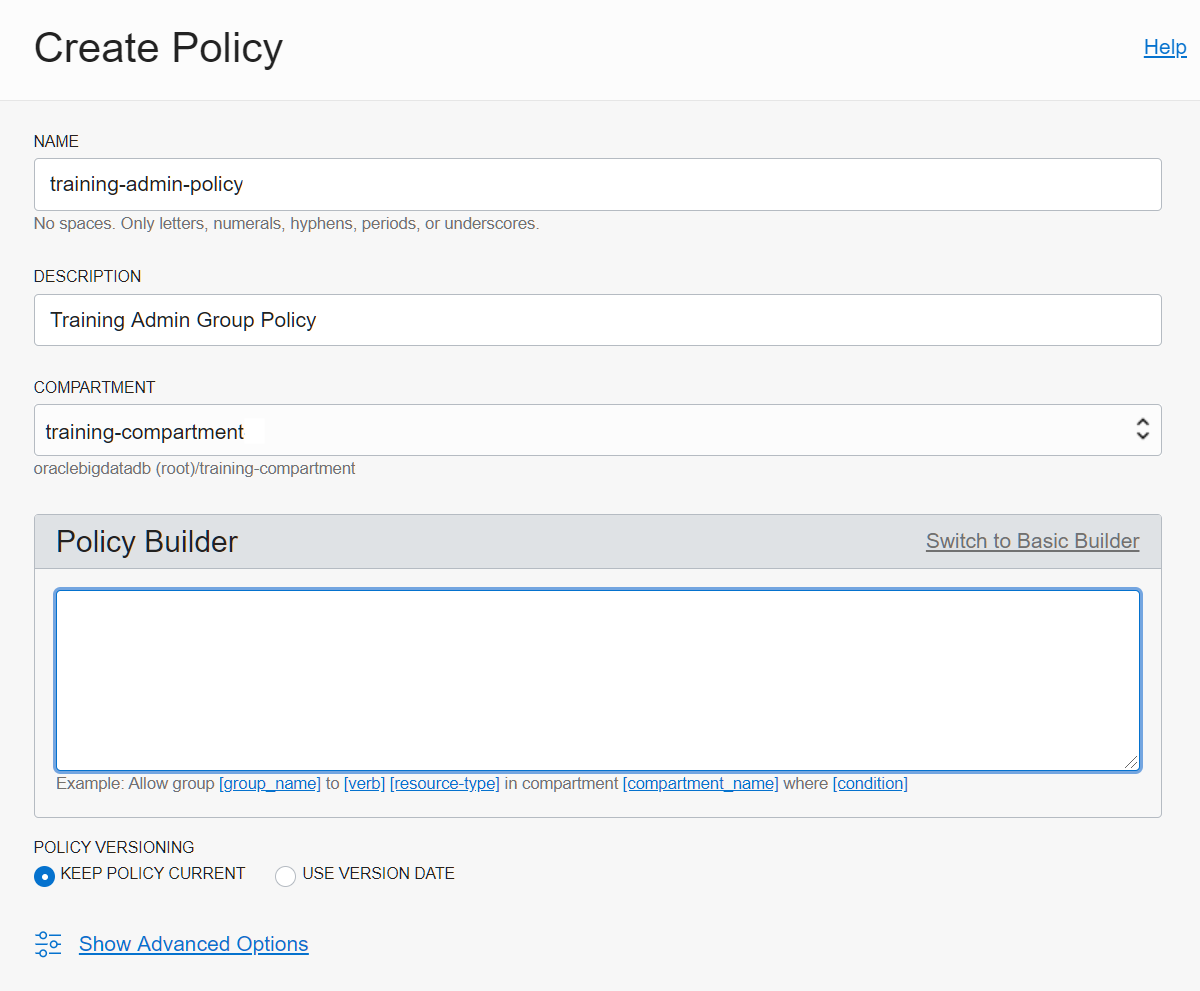 Create Policy
Help
NAME
training-admin-policy
No spaces. Only letters, numerals, hyphens, periods, or underscores.
DESCRIPTION
Training Admin Group Policy
COMPARTMENT
training-compartment
oraclebigdatadb (root)/training-compartment
Policy Builder
Switch to Basic Builder
Example: Allow group [group_name] to [verb] [resource-type] in compartment [compartment_name] where [condition]
POLICY VERSIONING
KEEP POLICY CURRENT
USE VERSION DATE
Show Advanced Options